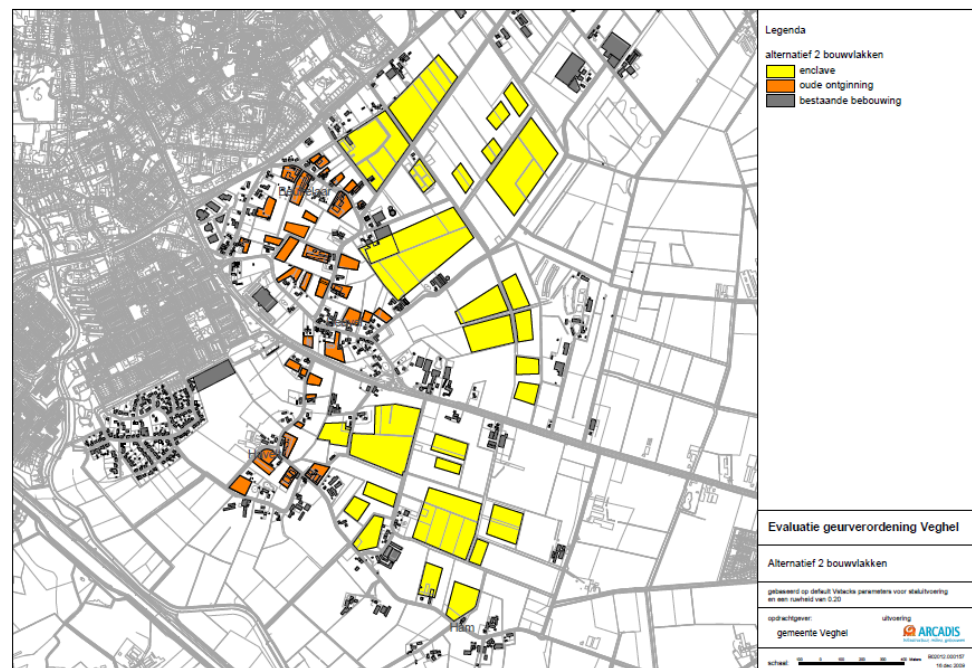 Legenda
alternatief 2 bouwvlakken
enclave
oude ontginning
bestaande bebouwing
Ham
Evaluatie geurverordening Veghel
Alternatief 2 bouwvlakken
gebaseerd op default Vstacks parameters voor staluitvoering
en een ruwheid van 0.20
opdrachtgever:
uitvoering
gemeente Veghel
ARCADIS
schaal: